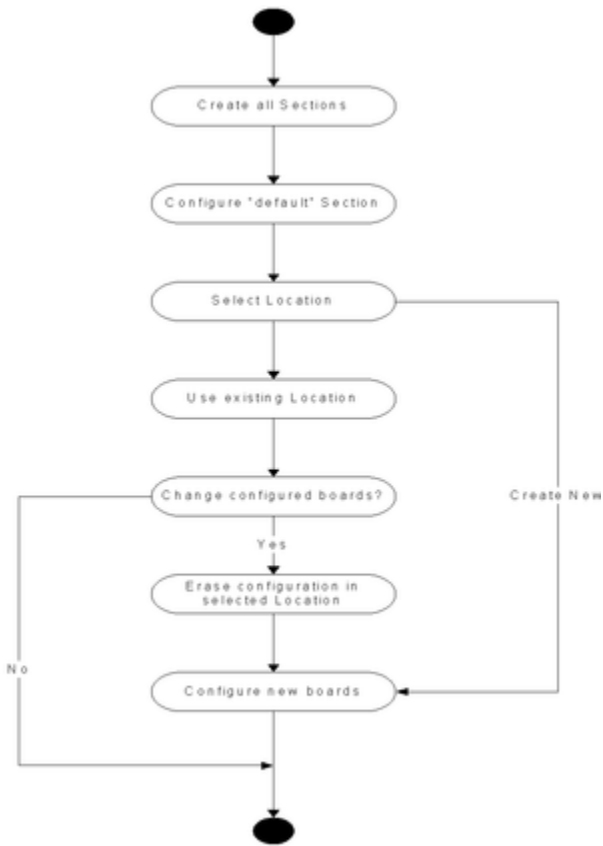 Create all Sections
Configure "default" Section
Select Location
Use existing Location
Change configured boards?
Create New
Yes
Erase configuration in
selected Location
No
Configure new boards